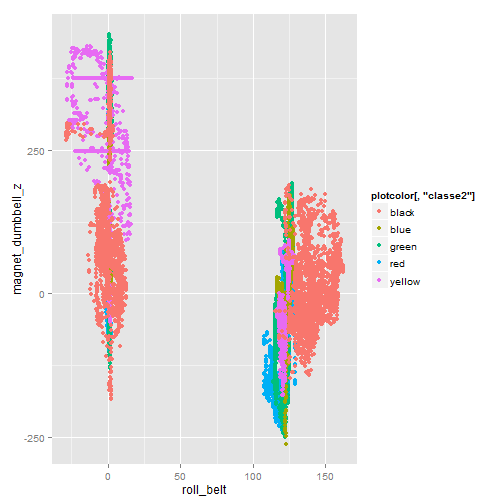 250
0
-250
magnet_dumbbell_z
0
50
100
150
roll_belt
plotcolor[, "classe2"]
black
blue
green
red
yellow